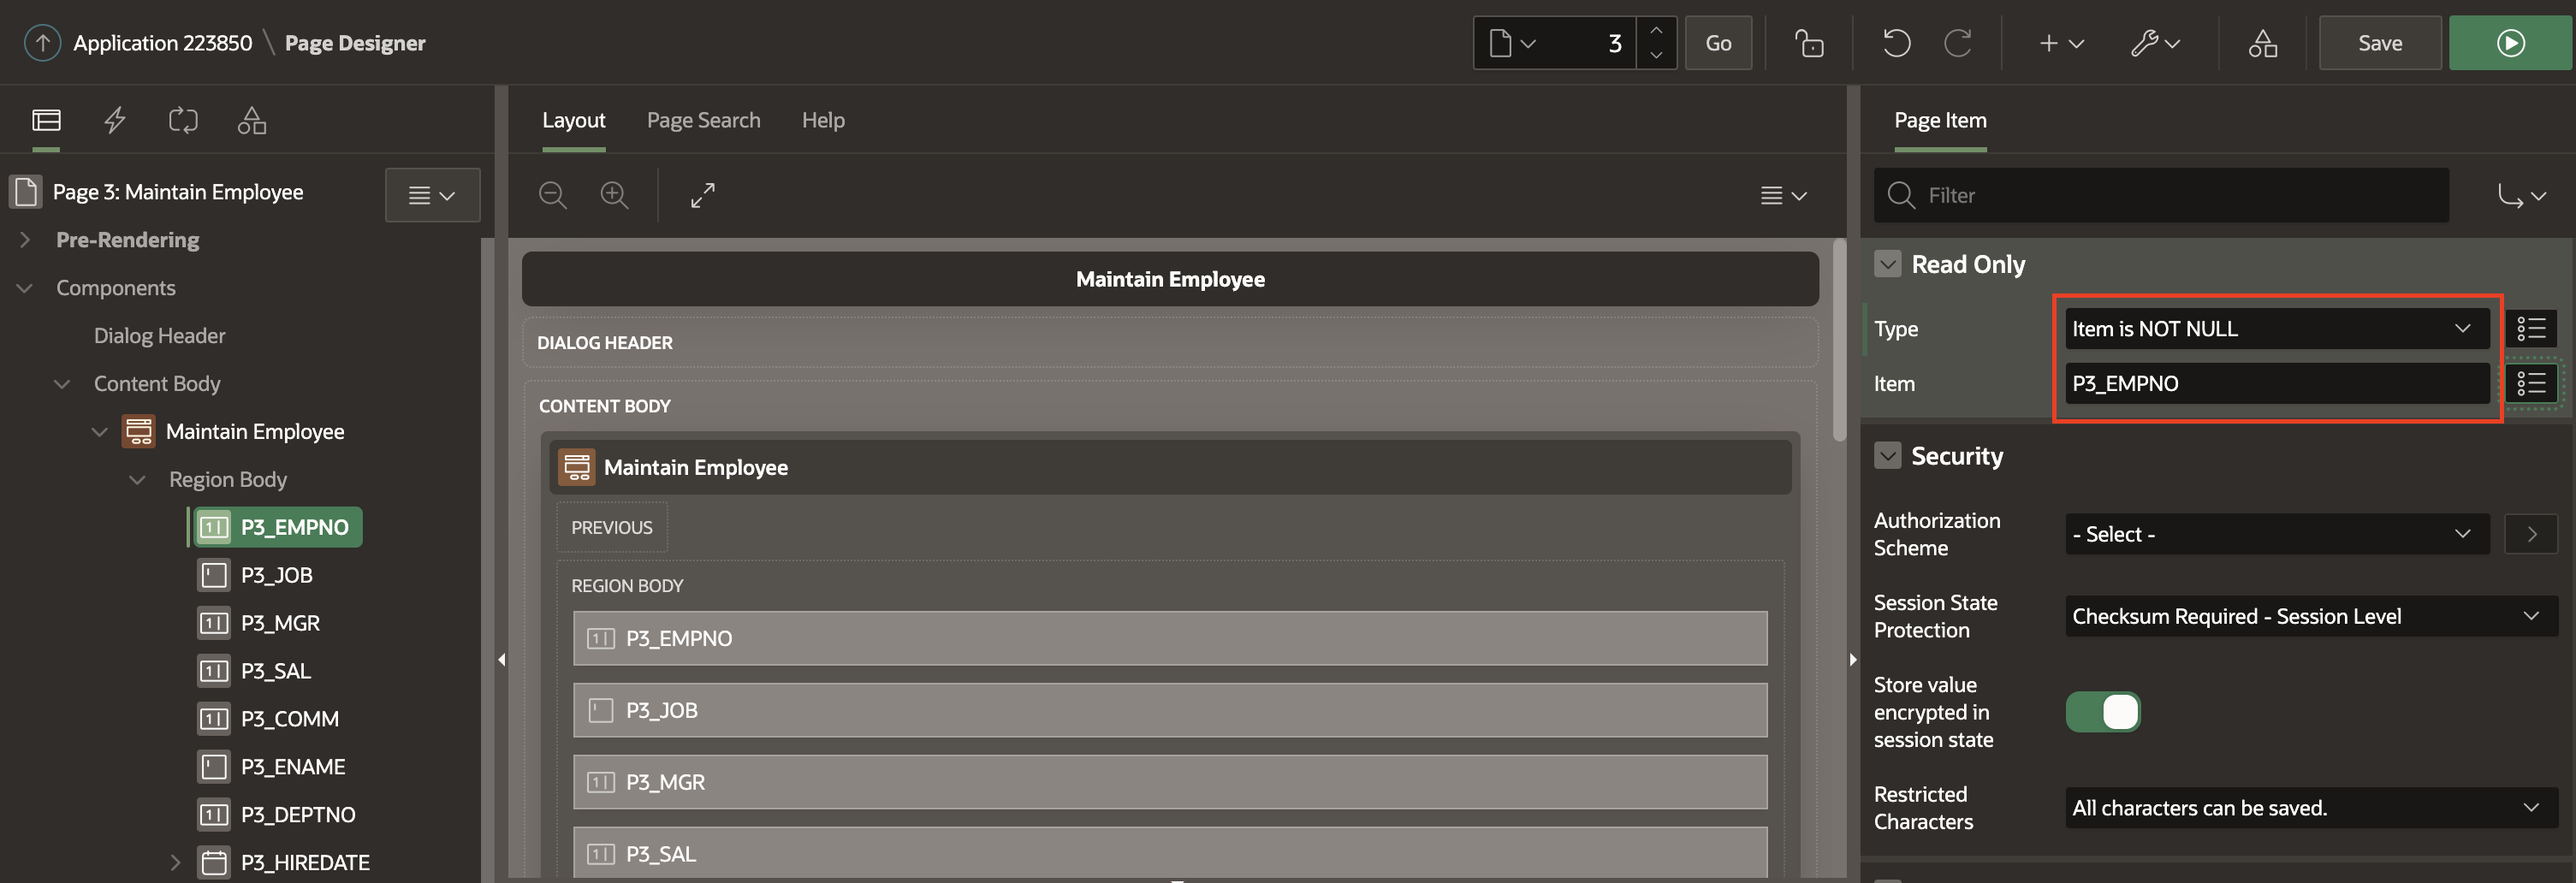 Application 223850 \ Page Designer
3
Go
Save
Layout
Page Search
Help
Page Item
Page 3: Maintain Employee
Pre-Rendering
Components
Dialog Header
Content Body
Maintain Employee
Region Body
P3_EMPNO
P3_JOB
P3_MGR
P3_SAL
P3_COMM
P3_ENAME
P3_DEPTNO
P3_HIREDATE
Maintain Employee
DIALOG HEADER
CONTENT BODY
Maintain Employee
PREVIOUS
REGION BODY
P3_EMPNO
P3_JOB
P3_MGR
P3_SAL
Filter
Read Only
Type
Item is NOT NULL
Item
P3_EMPNO
Security
Authorization
Scheme
- Select -
Session State
Protection
Checksum Required - Session Level
Store value
encrypted in
session state
Restricted
Characters
All characters can be saved.